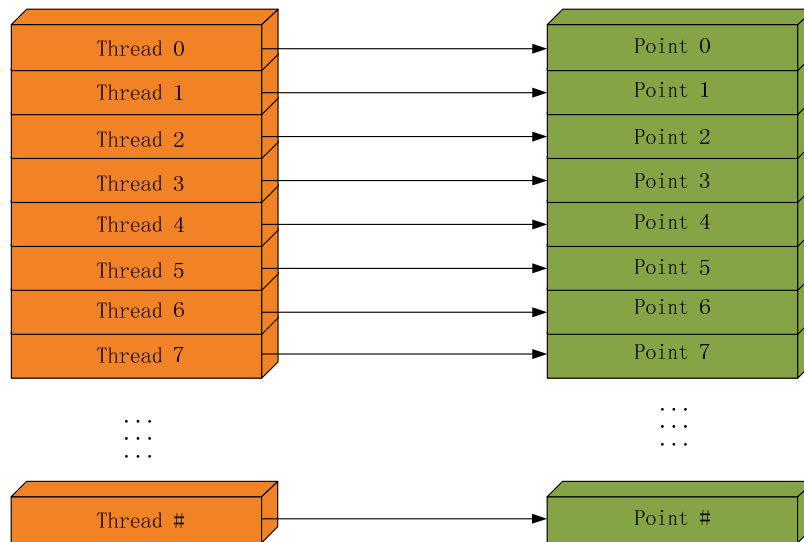 Thread 0
Point 0
Thread 1
Point 1
Thread 2
Point 2
Thread 3
Point 3
Thread 4
Point 4
Thread 5
Point 5
Thread 6
Point 6
Thread 7
Point 7
...
...
...
...
...
...
Thread #
Point #